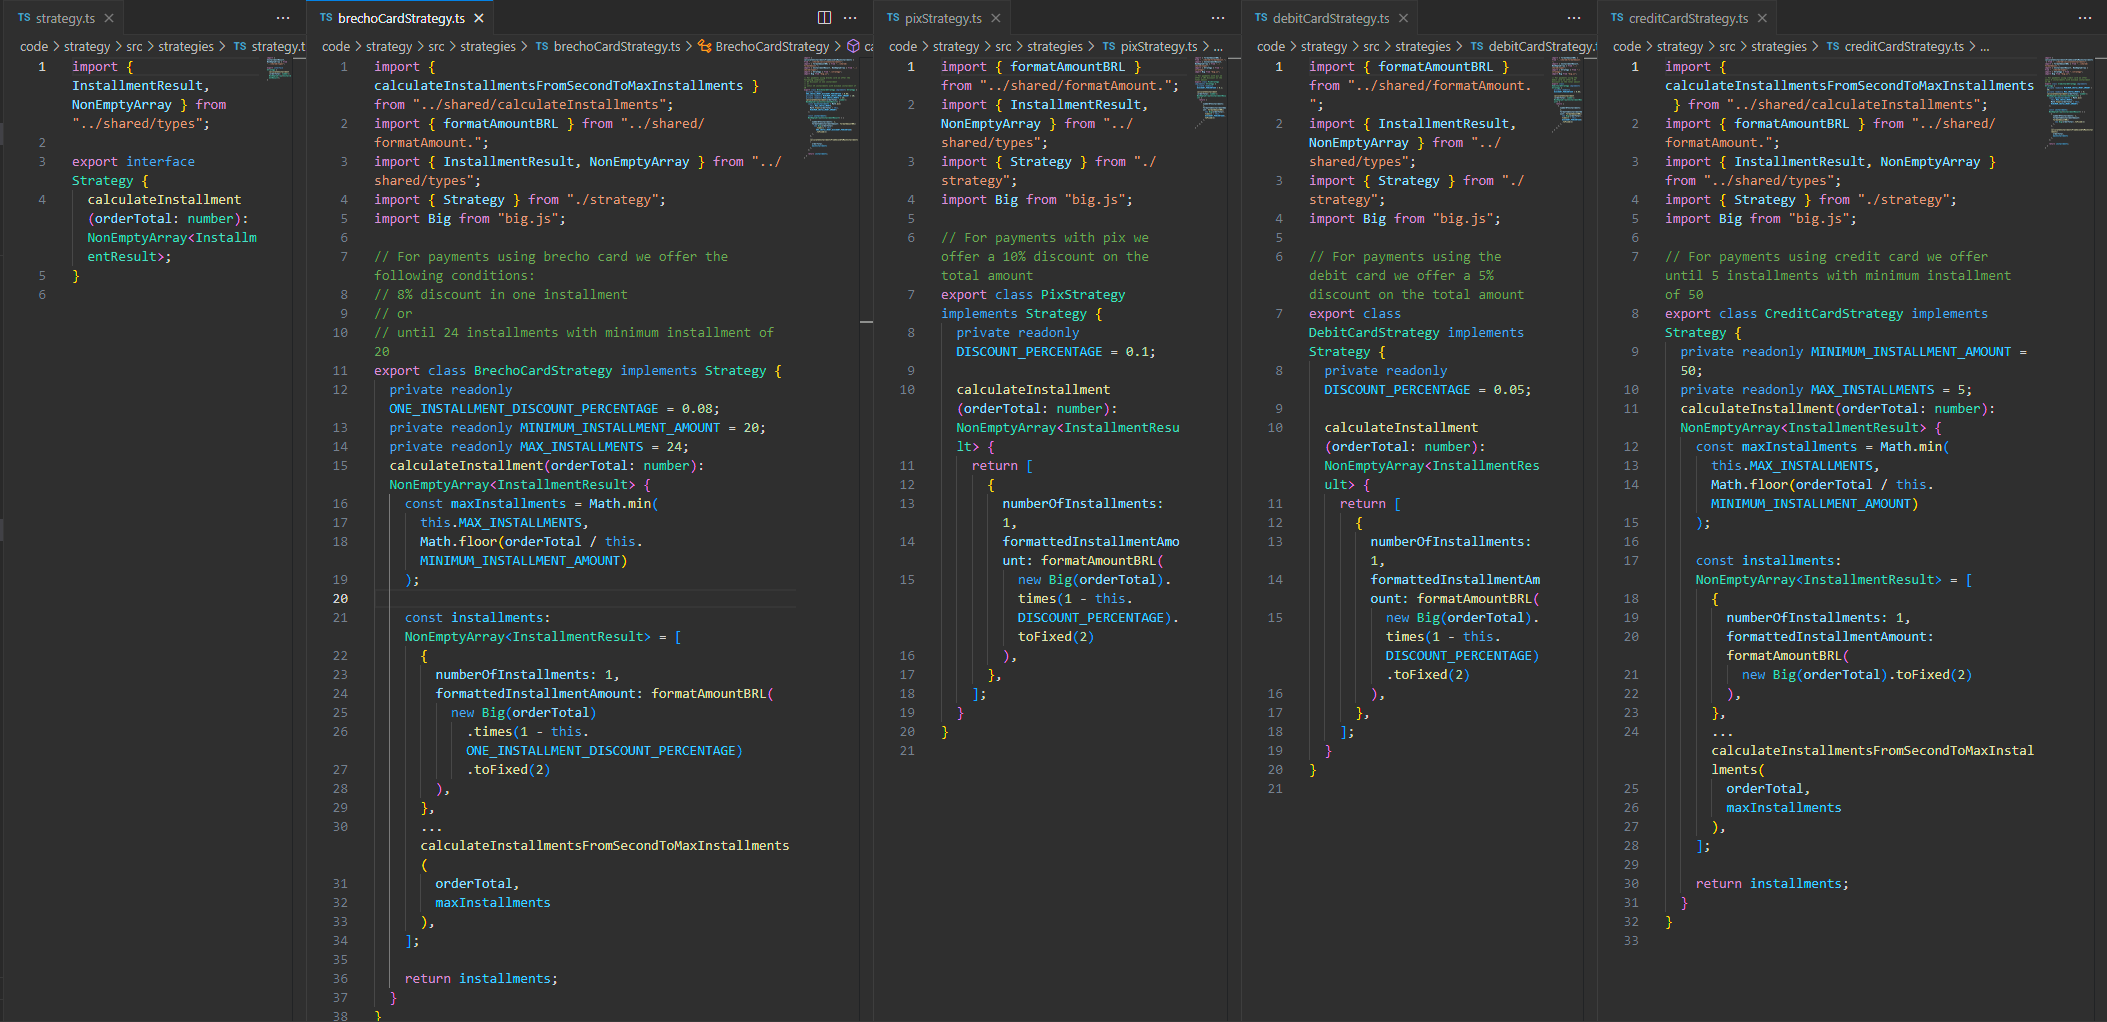 TS strategy.ts ×
code > strategy > src > strategies > TS strategy.t
1 import {
InstallmentResult,
NonEmptyArray } from
"../shared/types";
2
3 export interface
Strategy {
4 calculateInstallment
(orderTotal: number):
NonEmptyArray<Installm
entResult>;
5 }
6
TS brechoCardStrategy.ts ×
code > strategy > src > strategies > TS brechoCardStrategy.ts > BrechoCardStrategy > ca
1 import {
calculateInstallmentsFromSecondToMaxInstallments }
from "../shared/calculateInstallments";
2 import { formatAmountBRL } from "../shared/
formatAmount.";
3 import { InstallmentResult, NonEmptyArray } from "../
shared/types";
4 import { Strategy } from "./strategy";
5 import Big from "big.js";
6
7 // For payments using brecho card we offer the
following conditions:
8 // 8% discount in one installment
9 // or
10 // until 24 installments with minimum installment of
20
11 export class BrechoCardStrategy implements Strategy {
12 private readonly
ONE_INSTALLMENT_DISCOUNT_PERCENTAGE = 0.08;
13 private readonly MINIMUM_INSTALLMENT_AMOUNT = 20;
14 private readonly MAX_INSTALLMENTS = 24;
15 calculateInstallment(orderTotal: number):
NonEmptyArray<InstallmentResult> {
16 const maxInstallments = Math.min(
17 this.MAX_INSTALLMENTS,
18 Math.floor(orderTotal / this.
MINIMUM_INSTALLMENT_AMOUNT)
19 );
20
21 const installments:
NonEmptyArray<InstallmentResult> = [
22 {
23 numberOfInstallments: 1,
24 formattedInstallmentAmount: formatAmountBRL(
25 new Big(orderTotal)
26 .times(1 - this.
ONE_INSTALLMENT_DISCOUNT_PERCENTAGE)
27 .toFixed(2)
28 ),
29 },
30 ...
calculateInstallmentsFromSecondToMaxInstallments
(
31 orderTotal,
32 maxInstallments
33 ),
34 ];
35
36 return installments;
37 }
38 }
TS pixStrategy.ts ×
code > strategy > src > strategies > TS pixStrategy.ts > ...
1 import { formatAmountBRL }
from "../shared/formatAmount.";
2 import { InstallmentResult,
NonEmptyArray } from "../
shared/types";
3 import { Strategy } from "./
strategy";
4 import Big from "big.js";
5
6 // For payments with pix we
offer a 10% discount on the
total amount
7 export class PixStrategy
implements Strategy {
8 private readonly
DISCOUNT_PERCENTAGE = 0.1;
9
10 calculateInstallment
(orderTotal: number):
NonEmptyArray<InstallmentResu
lt> {
11 return [
12 {
13 numberOfInstallments:
1,
14 formattedInstallmentAmo
unt: formatAmountBRL(
15 new Big(orderTotal).
times(1 - this.
DISCOUNT_PERCENTAGE).
toFixed(2)
16 ),
17 },
18 ];
19 }
20 }
21
TS debitCardStrategy.ts ×
code > strategy > src > strategies > TS debitCardStrategy.t
1 import { formatAmountBRL }
from "../shared/formatAmount.
";
2 import { InstallmentResult,
NonEmptyArray } from "../
shared/types";
3 import { Strategy } from "./
strategy";
4 import Big from "big.js";
5
6 // For payments using the
debit card we offer a 5%
discount on the total amount
7 export class
DebitCardStrategy implements
Strategy {
8 private readonly
DISCOUNT_PERCENTAGE = 0.05;
9
10 calculateInstallment
(orderTotal: number):
NonEmptyArray<InstallmentRes
ult> {
11 return [
12 {
13 numberOfInstallments:
1,
14 formattedInstallmentAm
ount: formatAmountBRL(
15 new Big(orderTotal).
times(1 - this.
DISCOUNT_PERCENTAGE)
.toFixed(2)
16 ),
17 },
18 ];
19 }
20 }
21
TS creditCardStrategy.ts ×
code > strategy > src > strategies > TS creditCardStrategy.ts > ...
1 import {
calculateInstallmentsFromSecondToMaxInstallments
} from "../shared/calculateInstallments";
2 import { formatAmountBRL } from "../shared/
formatAmount.";
3 import { InstallmentResult, NonEmptyArray }
from "../shared/types";
4 import { Strategy } from "./strategy";
5 import Big from "big.js";
6
7 // For payments using credit card we offer
until 5 installments with minimum installment
of 50
8 export class CreditCardStrategy implements
Strategy {
9 private readonly MINIMUM_INSTALLMENT_AMOUNT =
50;
10 private readonly MAX_INSTALLMENTS = 5;
11 calculateInstallment(orderTotal: number):
NonEmptyArray<InstallmentResult> {
12 const maxInstallments = Math.min(
13 this.MAX_INSTALLMENTS,
14 Math.floor(orderTotal / this.
MINIMUM_INSTALLMENT_AMOUNT)
15 );
16
17 const installments:
NonEmptyArray<InstallmentResult> = [
18 {
19 numberOfInstallments: 1,
20 formattedInstallmentAmount:
formatAmountBRL(
21 new Big(orderTotal).toFixed(2)
22 ),
23 },
24 ...
calculateInstallmentsFromSecondToMaxInstal
lments(
25 orderTotal,
26 maxInstallments
27 ),
28 ];
29
30 return installments;
31 }
32 }
33